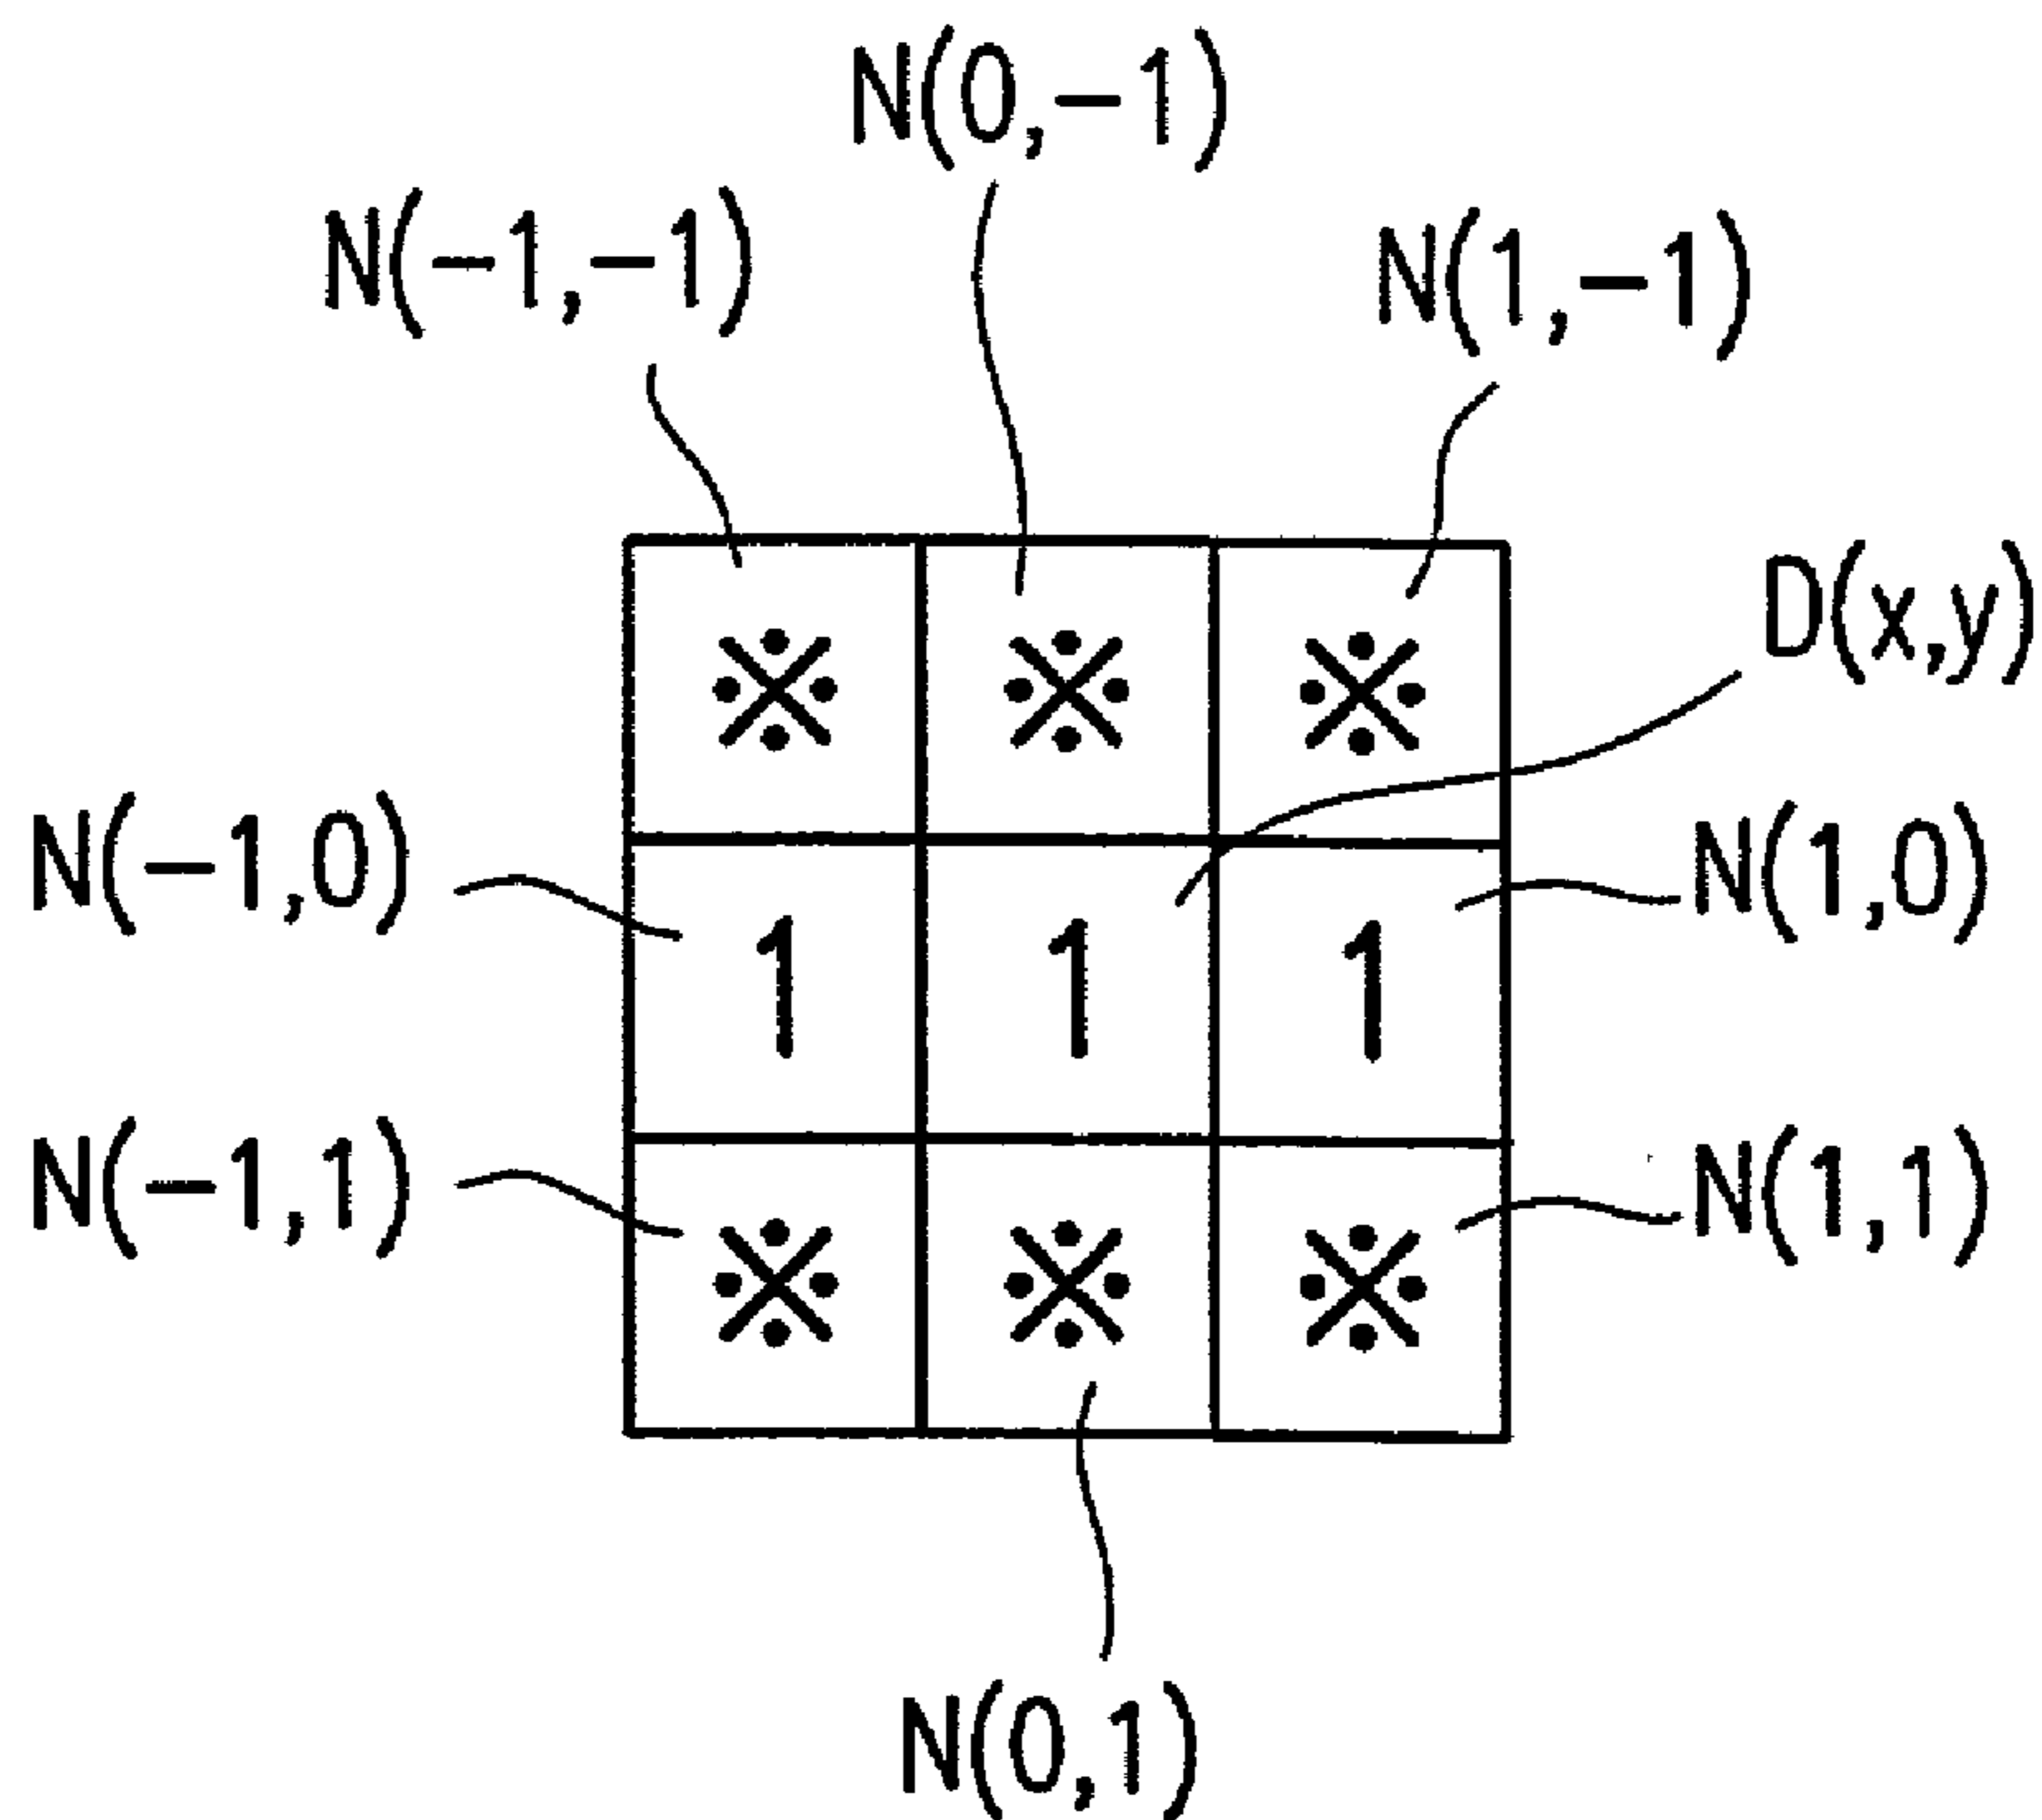 N(0,-1)
N(-1,-1)
N(1,-1)
D(x,y)
※ ※ ※
N(-1,0)
1 1 1
N(1,0)
N(-1,1)
※ ※ ※
N(1,1)
N(0,1)